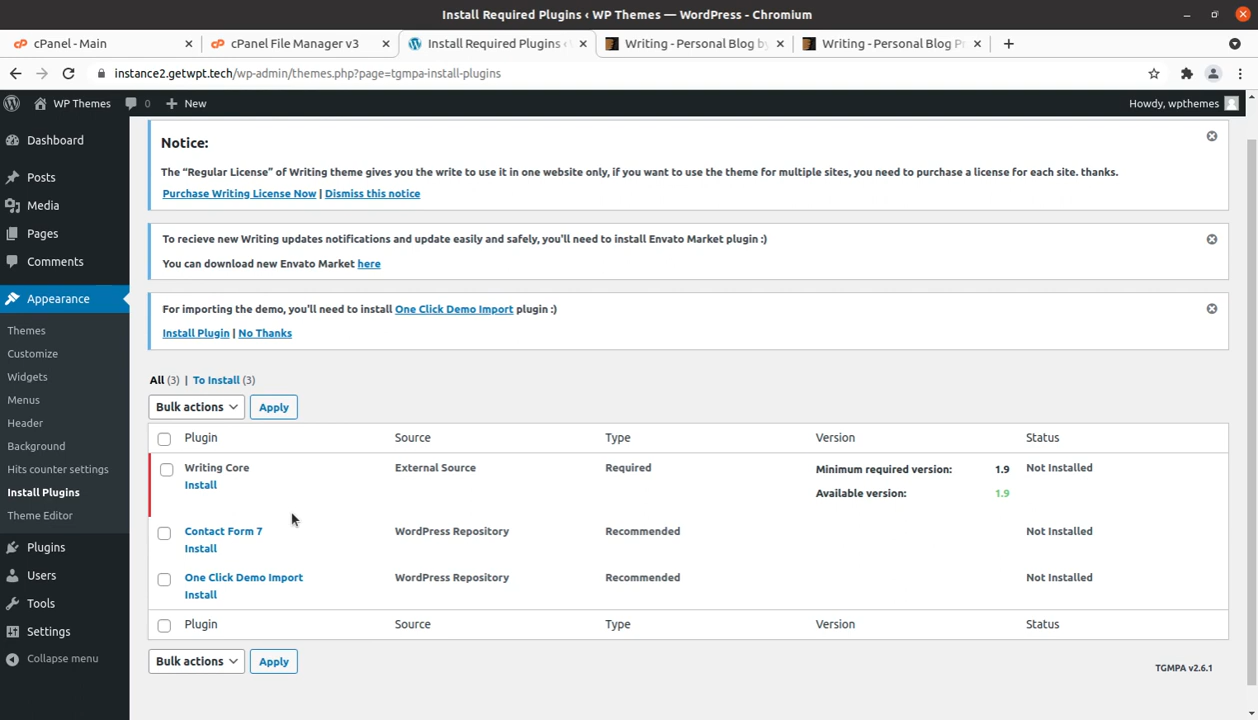 Install Required Plugins ‹ WP Themes — WordPress - Chromium
cPanel - Main
cPanel File Manager v3
Install Required Plugins ‹
Writing - Personal Blog by
Writing - Personal Blog P
instance2.getwpt.tech/wp-admin/themes.php?page=tgmpa-install-plugins
WP Themes
0
New
Howdy, wpthemes
Dashboard
Posts
Media
Pages
Comments
Appearance
Themes
Customize
Widgets
Menus
Header
Background
Hits counter settings
Install Plugins
Theme Editor
Plugins
Users
Tools
Settings
Collapse menu
Notice:
The “Regular License” of Writing theme gives you the write to use it in one website only, if you want to use the theme for multiple sites, you need to purchase a license for each site. thanks.
Purchase Writing License Now | Dismiss this notice
To recieve new Writing updates notifications and update easily and safely, you'll need to install Envato Market plugin :)
You can download new Envato Market here
For importing the demo, you'll need to install One Click Demo Import plugin :)
Install Plugin | No Thanks
All (3) | To Install (3)
Bulk actions Apply
Plugin Source Type Version Status
Writing Core External Source Required Minimum required version: 1.9 Not Installed
Install Available version: 1.9
Contact Form 7 WordPress Repository Recommended Not Installed
Install
One Click Demo Import WordPress Repository Recommended Not Installed
Install
Plugin Source Type Version Status
Bulk actions Apply
TGMPA v2.6.1